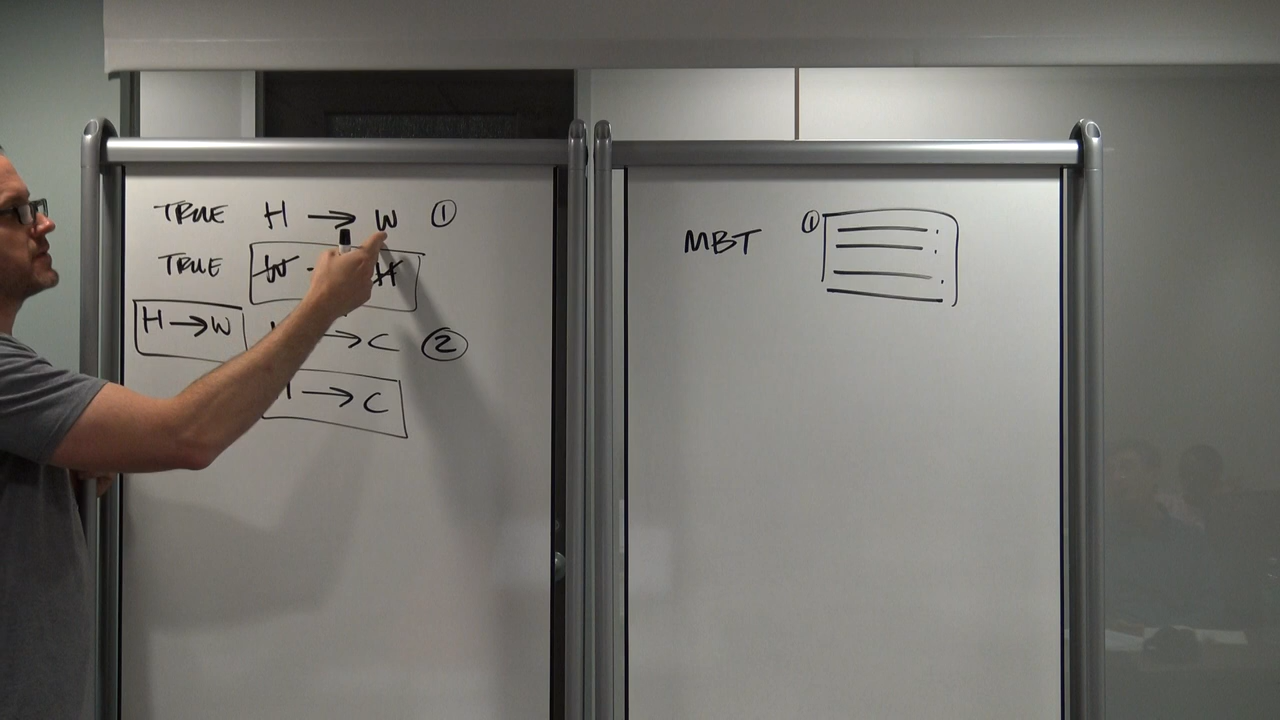 TRUE H → W ①
TRUE W H
H → W → C ②
→ C
MBT ①